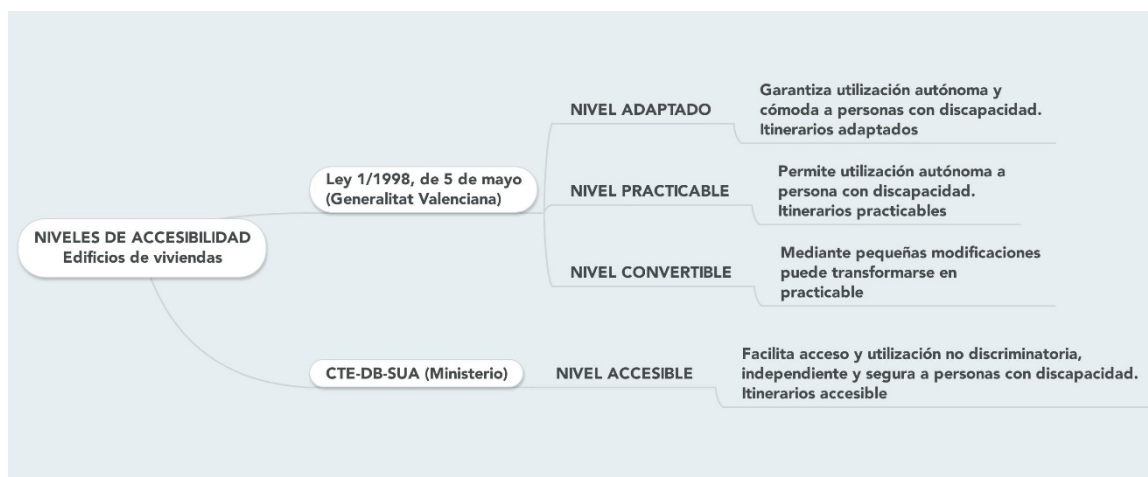 NIVELES DE ACCESIBILIDAD
Edificios de viviendas
Ley 1/1998, de 5 de mayo
(Generalitat Valenciana)
NIVEL ADAPTADO
Garantiza utilización autónoma y
cómoda a personas con discapacidad.
Itinerarios adaptados
NIVEL PRACTICABLE
Permite utilización autónoma a
persona con discapacidad.
Itinerarios practicables
NIVEL CONVERTIBLE
Mediante pequeñas modificaciones
puede transformarse en
practicable
CTE-DB-SUA (Ministerio)
NIVEL ACCESIBLE
Facilita acceso y utilización no discriminatoria,
independiente y segura a personas con discapacidad.
Itinerarios accesible